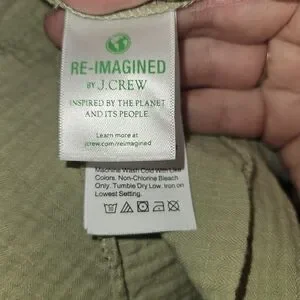 RE-IMAGINED
BY J.CREW
INSPIRED BY THE PLANET
AND ITS PEOPLE.
Learn more at
jcrew.com/reimagined
Machine Wash Cold With Like
Colors. Non-Chlorine Bleach
Only. Tumble Dry Low. Iron on
Lowest Setting.